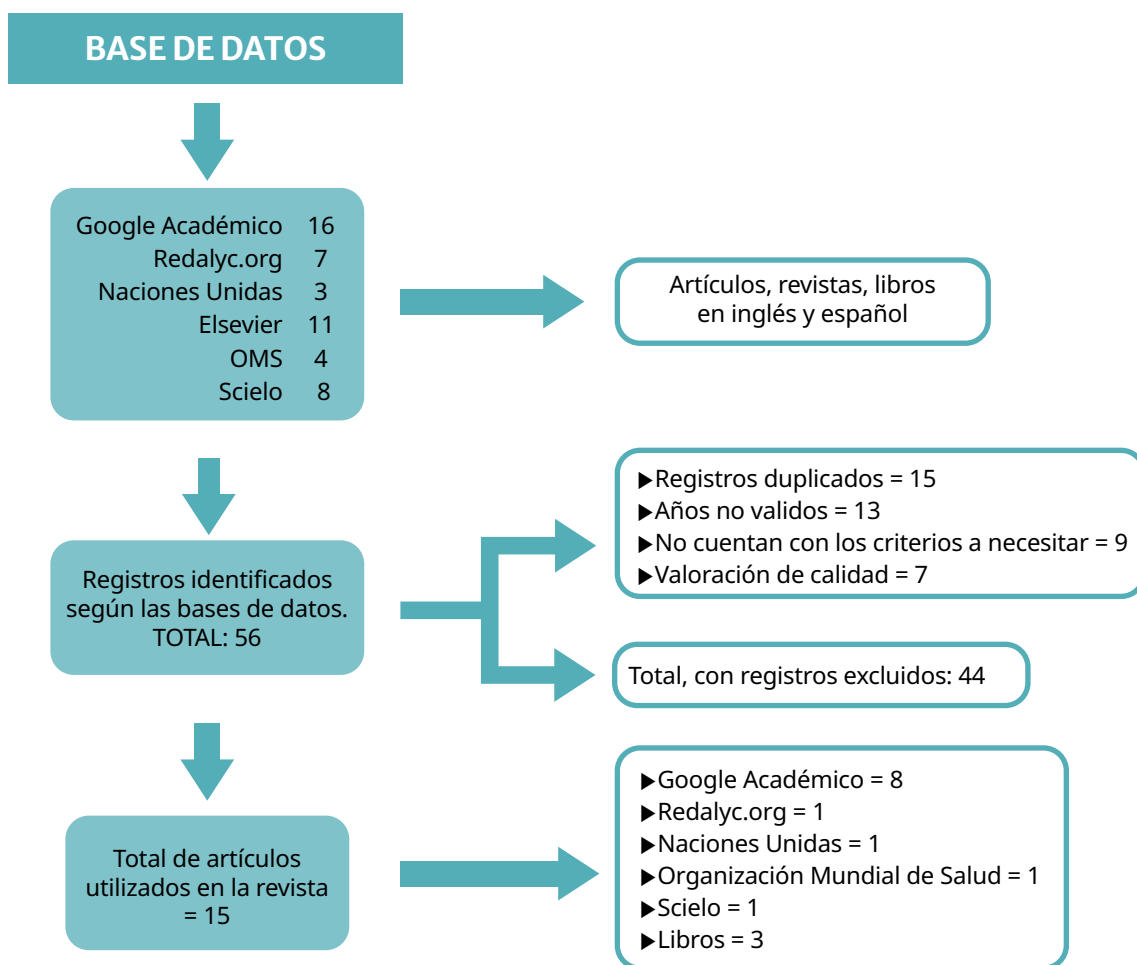 BASE DE DATOS
Google Académico 16
Redalyc.org 7
Naciones Unidas 3
Elsevier 11
OMS 4
Scielo 8
Artículos, revistas, libros
en inglés y español
Registros identificados
según las bases de datos.
TOTAL: 56
▶Registros duplicados = 15
▶Años no validos = 13
▶No cuentan con los criterios a necesitar = 9
▶Valoración de calidad = 7
Total, con registros excluidos: 44
Total de artículos
utilizados en la revista
= 15
▶Google Académico = 8
▶Redalyc.org = 1
▶Naciones Unidas = 1
▶Organización Mundial de Salud = 1
▶Scielo = 1
▶Libros = 3